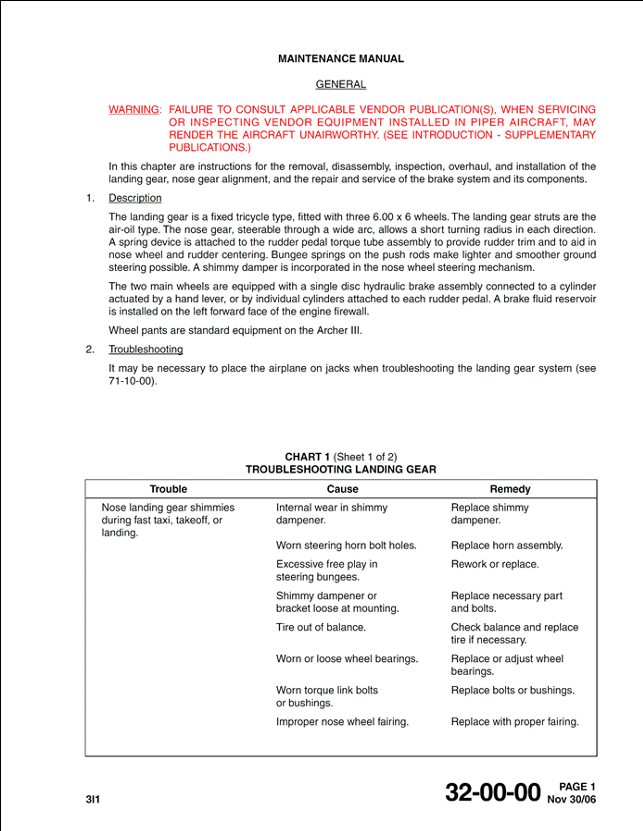 MAINTENANCE MANUAL
GENERAL
WARNING: FAILURE TO CONSULT APPLICABLE VENDOR PUBLICATION(S), WHEN SERVICING
OR INSPECTING VENDOR EQUIPMENT INSTALLED IN PIPER AIRCRAFT, MAY
RENDER THE AIRCRAFT UNAIRWORTHY. (SEE INTRODUCTION - SUPPLEMENTARY
PUBLICATIONS.)
In this chapter are instructions for the removal, disassembly, inspection, overhaul, and installation of the
landing gear, nose gear alignment, and the repair and service of the brake system and its components.
1. Description
The landing gear is a fixed tricycle type, fitted with three 6.00 x 6 wheels. The landing gear struts are the
air-oil type. The nose gear, steerable through a wide arc, allows a short turning radius in each direction.
A spring device is attached to the rudder pedal torque tube assembly to provide rudder trim and to aid in
nose wheel and rudder centering. Bungee springs on the push rods make lighter and smoother ground
steering possible. A shimmy damper is incorporated in the nose wheel steering mechanism.
The two main wheels are equipped with a single disc hydraulic brake assembly connected to a cylinder
actuated by a hand lever, or by individual cylinders attached to each rudder pedal. A brake fluid reservoir
is installed on the left forward face of the engine firewall.
Wheel pants are standard equipment on the Archer III.
2. Troubleshooting
It may be necessary to place the airplane on jacks when troubleshooting the landing gear system (see
71-10-00).
CHART 1 (Sheet 1 of 2)
TROUBLESHOOTING LANDING GEAR
Trouble Cause Remedy
Nose landing gear shimmies Internal wear in shimmy Replace shimmy
during fast taxi, takeoff, or dampener. dampener.
landing.
Worn steering horn bolt holes. Replace horn assembly.
Excessive free play in Rework or replace.
steering bungees.
Shimmy dampener or Replace necessary part
bracket loose at mounting. and bolts.
Tire out of balance. Check balance and replace
tire if necessary.
Worn or loose wheel bearings. Replace or adjust wheel
bearings.
Worn torque link bolts Replace bolts or bushings.
or bushings.
Improper nose wheel fairing. Replace with proper fairing.
32-00-00 PAGE 1
3I1 Nov 30/06